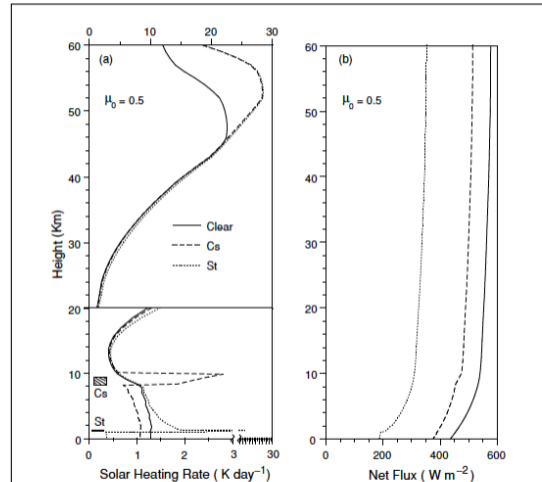 0 10 20 30
(a)
(b)
μ₀ = 0.5
μ₀ = 0.5
60
50
40
30
20
Height (Km)
Clear
Cs
St
20
10
0
Cs
St
0 1 2 3 15 30
Solar Heating Rate ( K day⁻¹)
60
50
40
30
20
10
0
0 200 400 600
Net Flux ( W m⁻²)